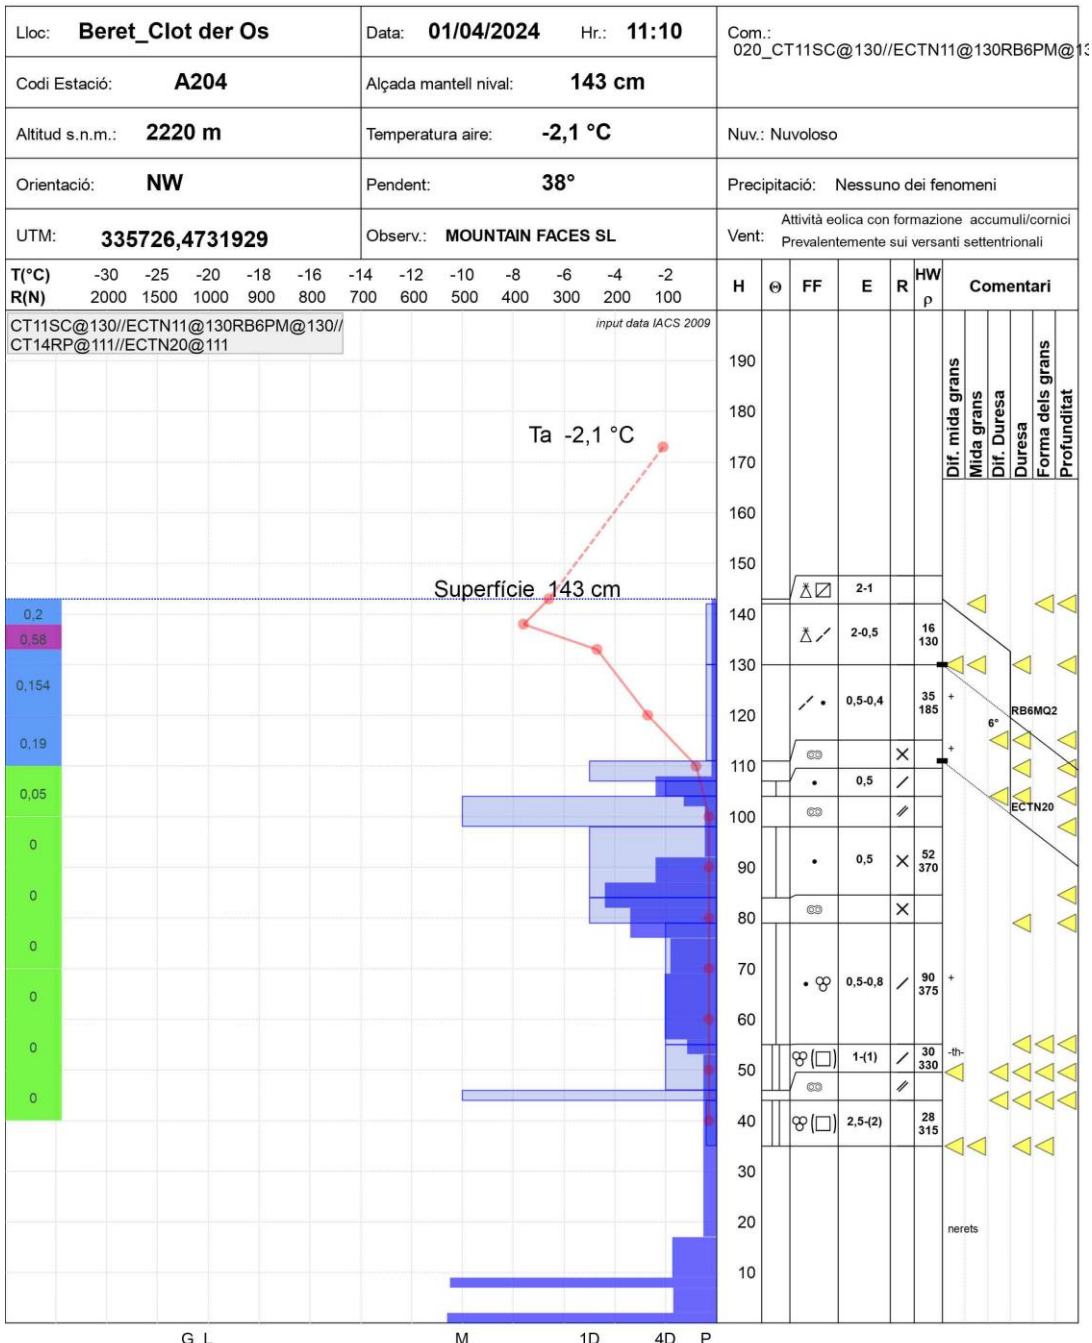 Lloc: Beret_Clot der Os Data: 01/04/2024 Hr.: 11:10 Com.:
020_CT11SC@130//ECTN11@130RB6PM@13
Codi Estació: A204 Alçada mantell nival: 143 cm
Altitud s.n.m.: 2220 m Temperatura aire: -2,1 °C Nuv.: Nuvoloso
Orientació: NW Pendent: 38° Precipitació: Nessuno dei fenomeni
UTM: 335726,4731929 Observ.: MOUNTAIN FACES SL Vent: Attività eolica con formazione accumuli/cornici
Prevalentemente sui versanti settentrionali
T(°C) -30 -25 -20 -18 -16 -14 -12 -10 -8 -6 -4 -2
R(N) 2000 1500 1000 900 800 700 600 500 400 300 200 100
H Θ FF E R HW ρ Comentari
CT11SC@130//ECTN11@130RB6PM@130//
CT14RP@111//ECTN20@111
input data IACS 2009
Dif. mida grans
Mida grans
Dif. Duresa
Duresa
Forma dels grans
Profunditat
190
180
Ta -2,1 °C
170
160
150
Superfície 143 cm
2-1
140
0,2
0,58
2-0,5 16
130
130
0,154
0,5-0,4 35
185
+
RB6MQ2
120
6°
0,19
+
110
0,05
0,5
ECTN20
100
0
90
0,5 52
370
0
80
0
70
0,5-0,8 90
375
+
0
60
0
1-(1) 30
330
-th-
50
0
40
2,5-(2) 28
315
30
20
nerets
10
G L M 1D 4D P